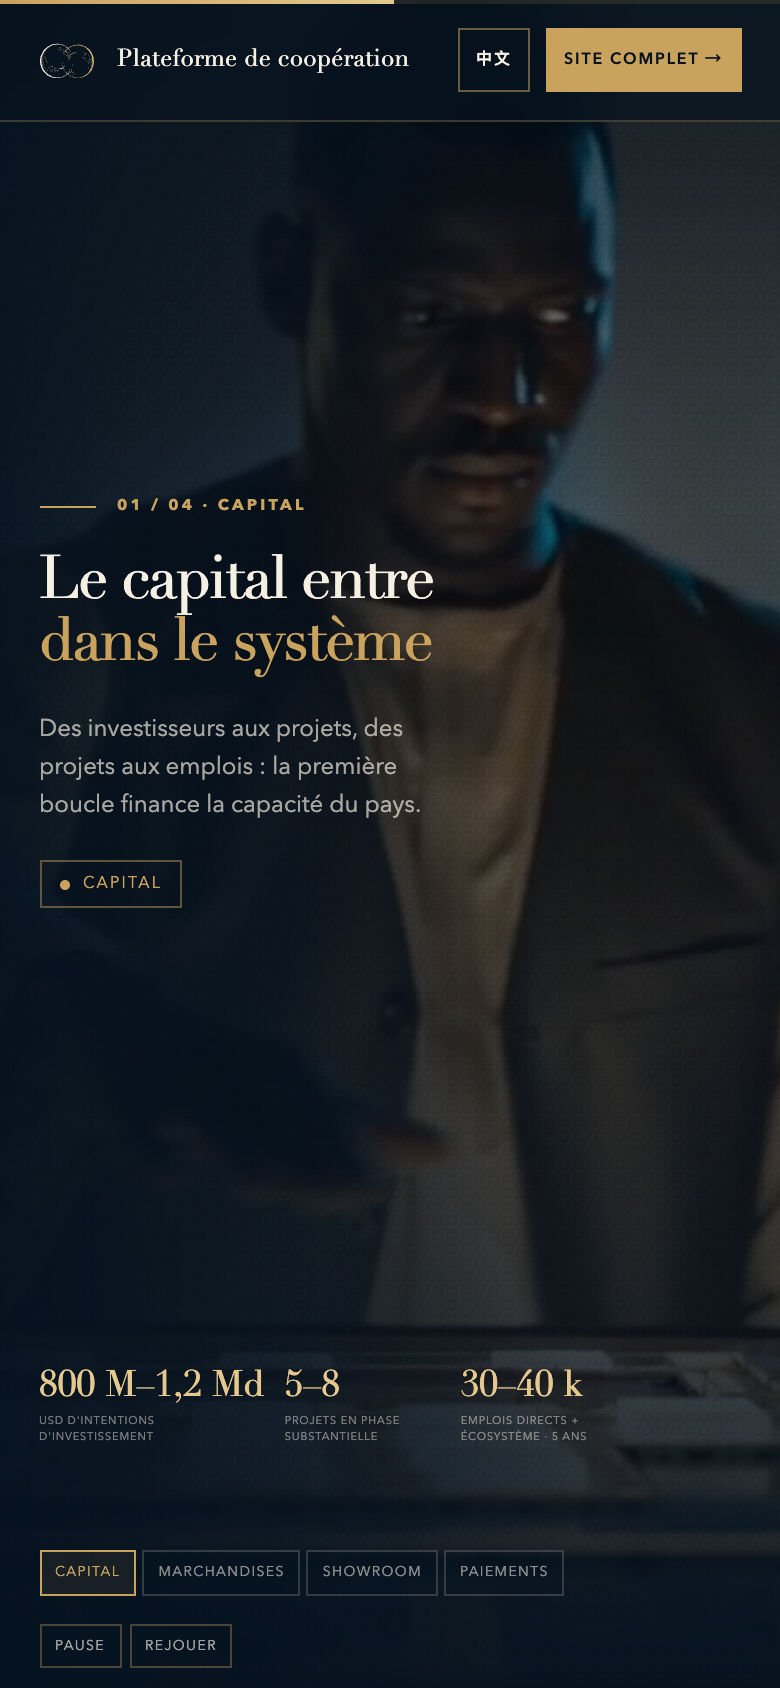 Plateforme de coopération
中文
SITE COMPLET →
01 / 04 · CAPITAL
Le capital entre
dans le système
Des investisseurs aux projets, des
projets aux emplois : la première
boucle finance la capacité du pays.
CAPITAL
800 M–1,2 Md
USD D'INTENTIONS
D'INVESTISSEMENT
5–8
PROJETS EN PHASE
SUBSTANTIELLE
30–40 k
EMPLOIS DIRECTS +
ÉCOSYSTÈME · 5 ANS
CAPITAL
MARCHANDISES
SHOWROOM
PAIEMENTS
PAUSE
REJOUER